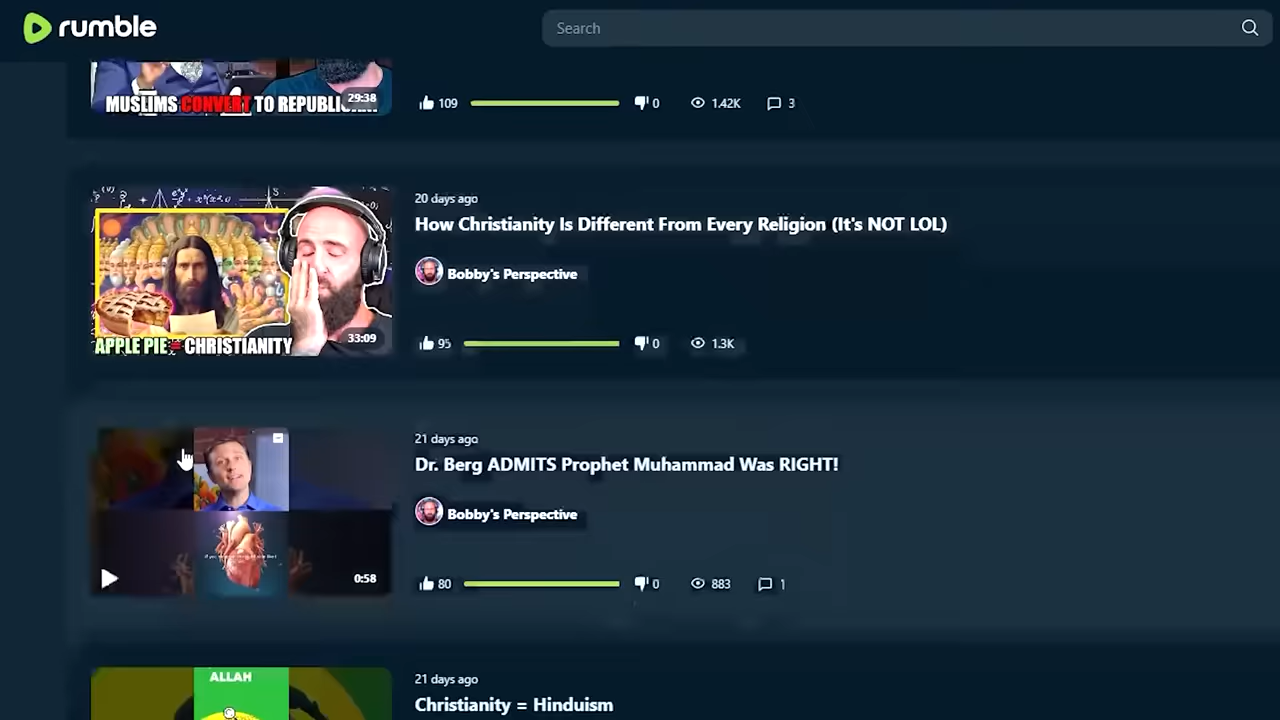 rumble
Search
MUSLIMS CONVERT TO
29:38
109
0
1.42K
3
20 days ago
How Christianity Is Different From Every Religion (It's NOT LOL)
Bobby's Perspective
APPLE PIE = CHRISTIANITY
33:09
95
0
1.3K
21 days ago
Dr. Berg ADMITS Prophet Muhammad Was RIGHT!
Bobby's Perspective
0:58
80
0
883
1
ALLAH
21 days ago
Christianity = Hinduism